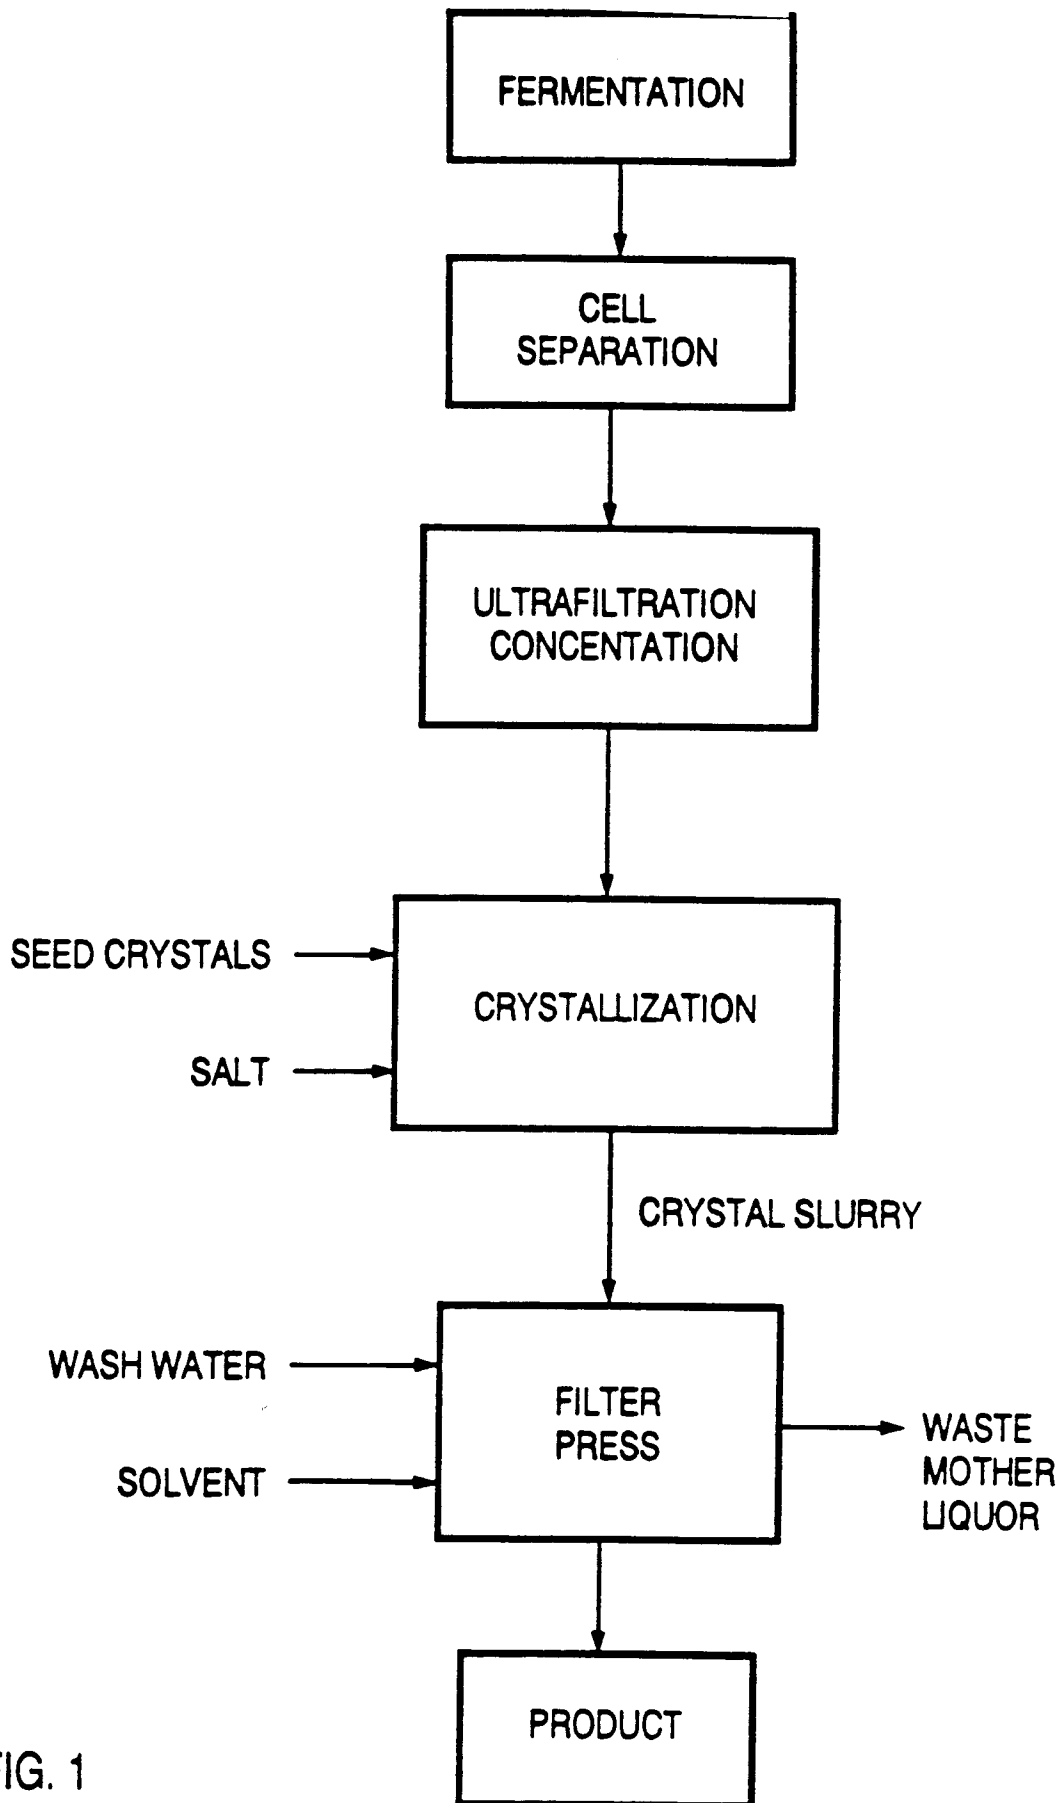 FERMENTATION
CELL
SEPARATION
ULTRAFILTRATION
CONCENTATION
SEED CRYSTALS
CRYSTALLIZATION
SALT
CRYSTAL SLURRY
WASH WATER
FILTER
PRESS
WASTE
MOTHER
LIQUOR
SOLVENT
PRODUCT
FIG. 1